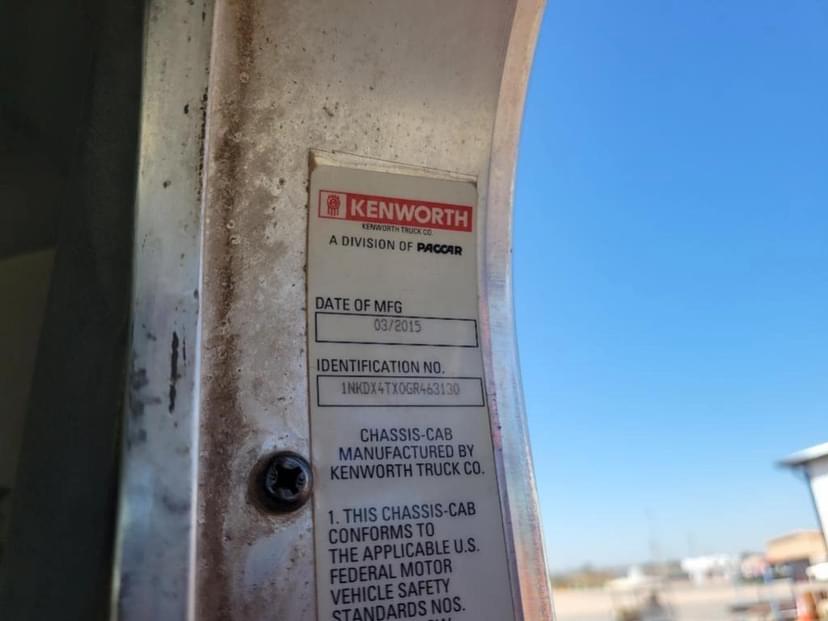 KENWORTH
KENWORTH TRUCK CO.
A DIVISION OF PACCAR
DATE OF MFG
03/2015
IDENTIFICATION NO.
1NKDX4TX0GR463130
CHASSIS-CAB
MANUFACTURED BY
KENWORTH TRUCK CO.
1. THIS CHASSIS-CAB
CONFORMS TO
THE APPLICABLE U.S.
FEDERAL MOTOR
VEHICLE SAFETY
STANDARDS NOS.